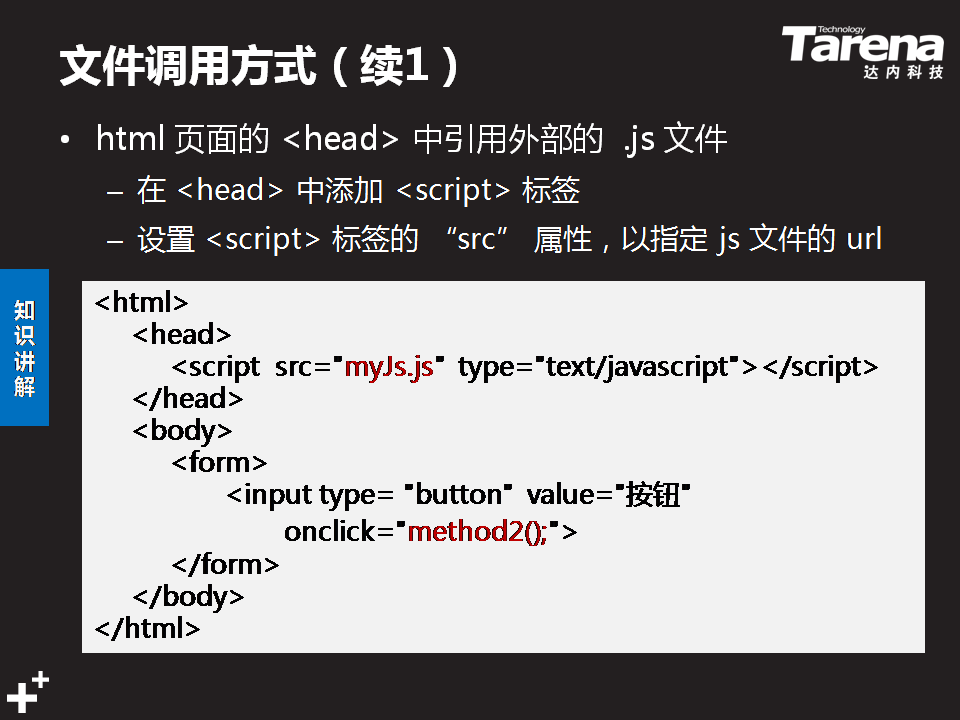 文件调用方式（续1）
Technology
Tarena
达内科技
• html 页面的 <head> 中引用外部的 .js 文件
– 在 <head> 中添加 <script> 标签
– 设置 <script> 标签的 “src” 属性，以指定 js 文件的 url
知识讲解
<html>
<head>
<script src="myJs.js" type="text/javascript"></script>
</head>
<body>
<form>
<input type= "button" value="按钮"
onclick="method2();">
</form>
</body>
</html>